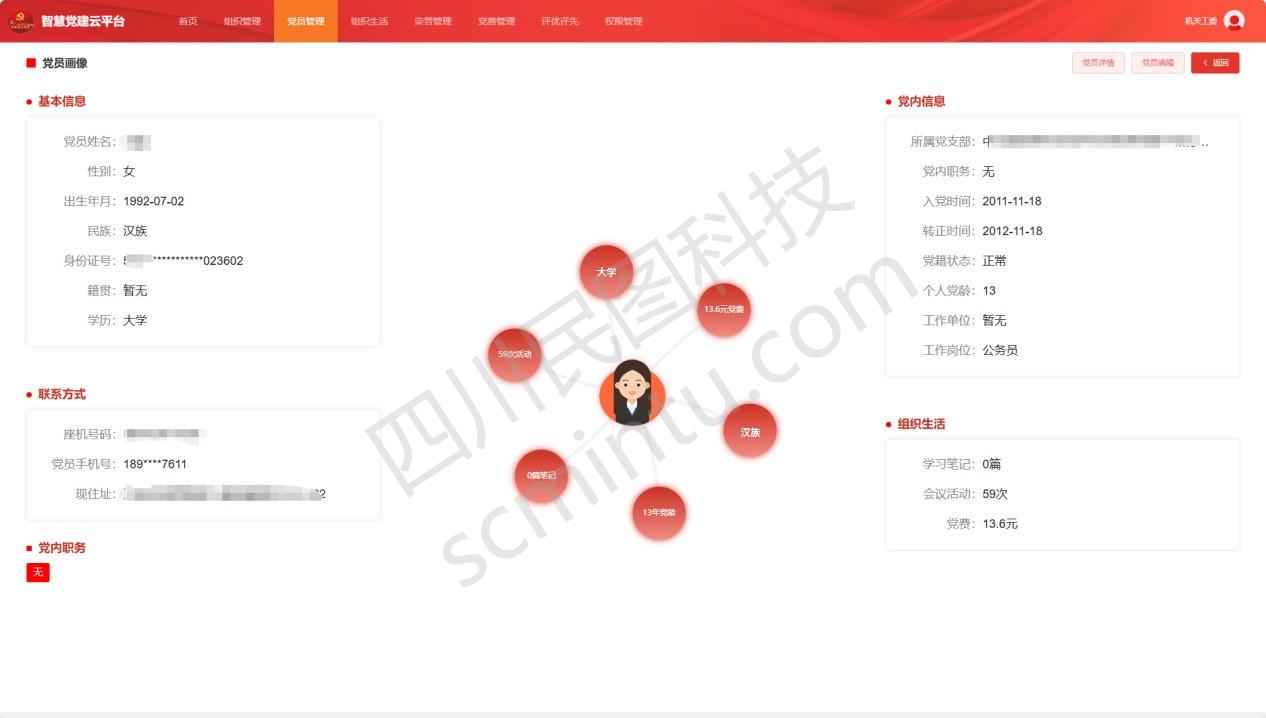 智慧党建云平台 首页 组织管理 党员管理 组织生活 荣誉管理 党费管理 评优评先 权限管理 机关工委
党员画像 党员详情 党员编辑 返回
基本信息
党员姓名：
性别：女
出生年月：1992-07-02
民族：汉族
身份证号：5 ***********023602
籍贯：暂无
学历：大学
联系方式
座机号码：
党员手机号：189****7611
现住址： 2
党内职务
无
大学
13.6元党费
59次活动
汉族
0篇笔记
13年党龄
四川民图科技
scmintu.com
党内信息
所属党支部：中 ...
党内职务：无
入党时间：2011-11-18
转正时间：2012-11-18
党籍状态：正常
个人党龄：13
工作单位：暂无
工作岗位：公务员
组织生活
学习笔记：0篇
会议活动：59次
党费：13.6元